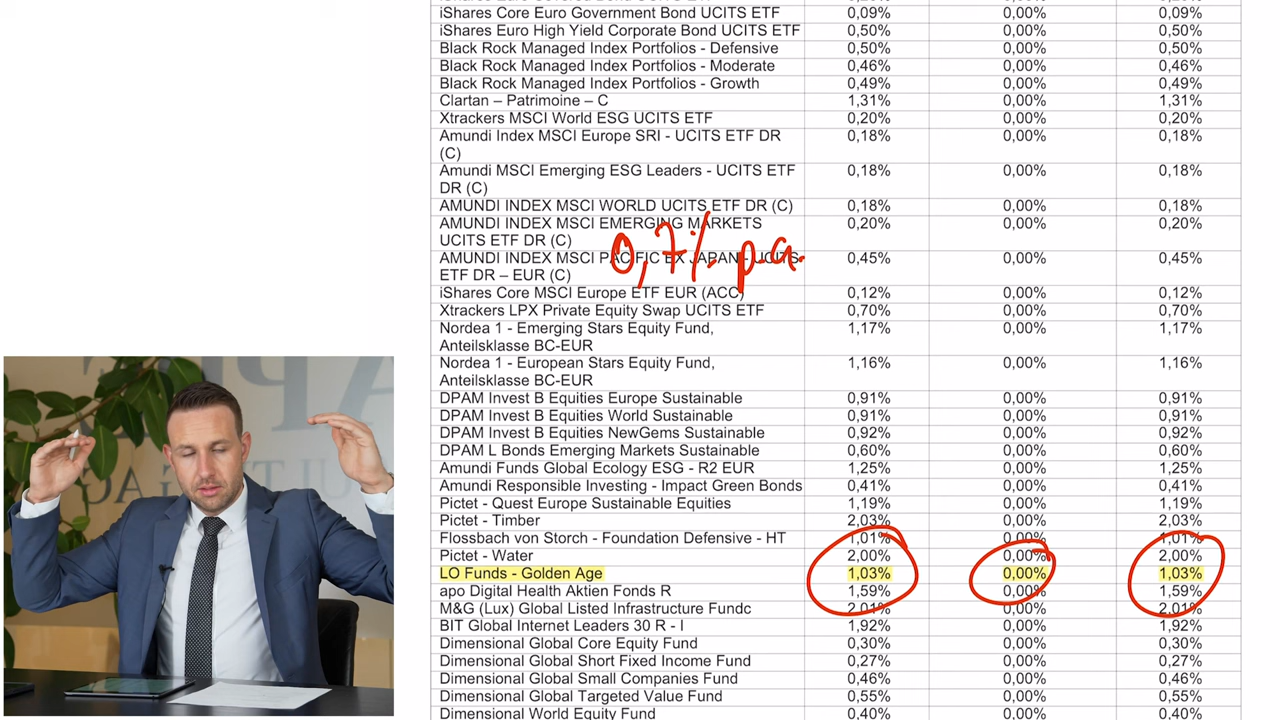 iShares Core Euro Government Bond UCITS ETF 0,09% 0,00% 0,09%
iShares Euro High Yield Corporate Bond UCITS ETF 0,50% 0,00% 0,50%
Black Rock Managed Index Portfolios - Defensive 0,50% 0,00% 0,50%
Black Rock Managed Index Portfolios - Moderate 0,46% 0,00% 0,46%
Black Rock Managed Index Portfolios - Growth 0,49% 0,00% 0,49%
Clartan – Patrimoine – C 1,31% 0,00% 1,31%
Xtrackers MSCI World ESG UCITS ETF 0,20% 0,00% 0,20%
Amundi Index MSCI Europe SRI - UCITS ETF DR 0,18% 0,00% 0,18%
(C)
Amundi MSCI Emerging ESG Leaders - UCITS ETF 0,18% 0,00% 0,18%
DR (C)
AMUNDI INDEX MSCI WORLD UCITS ETF DR (C) 0,18% 0,00% 0,18%
AMUNDI INDEX MSCI EMERGING MARKETS 0,20% 0,00% 0,20%
UCITS ETF DR (C)
0,7% p.a.
AMUNDI INDEX MSCI PACIFIC EX JAPAN - UCITS 0,45% 0,00% 0,45%
ETF DR – EUR (C)
iShares Core MSCI Europe ETF EUR (ACC) 0,12% 0,00% 0,12%
Xtrackers LPX Private Equity Swap UCITS ETF 0,70% 0,00% 0,70%
Nordea 1 - Emerging Stars Equity Fund, 1,17% 0,00% 1,17%
Anteilsklasse BC-EUR
Nordea 1 - European Stars Equity Fund, 1,16% 0,00% 1,16%
Anteilsklasse BC-EUR
DPAM Invest B Equities Europe Sustainable 0,91% 0,00% 0,91%
DPAM Invest B Equities World Sustainable 0,91% 0,00% 0,91%
DPAM Invest B Equities NewGems Sustainable 0,92% 0,00% 0,92%
DPAM L Bonds Emerging Markets Sustainable 0,60% 0,00% 0,60%
Amundi Funds Global Ecology ESG - R2 EUR 1,25% 0,00% 1,25%
Amundi Responsible Investing - Impact Green Bonds 0,41% 0,00% 0,41%
Pictet - Quest Europe Sustainable Equities 1,19% 0,00% 1,19%
Pictet - Timber 2,03% 0,00% 2,03%
Flossbach von Storch - Foundation Defensive - HT 1,01% 0,00% 1,01%
Pictet - Water 2,00% 0,00% 2,00%
LO Funds - Golden Age 1,03% 0,00% 1,03%
apo Digital Health Aktien Fonds R 1,59% 0,00% 1,59%
M&G (Lux) Global Listed Infrastructure Fundc 2,01% 0,00% 2,01%
BIT Global Internet Leaders 30 R - I 1,92% 0,00% 1,92%
Dimensional Global Core Equity Fund 0,30% 0,00% 0,30%
Dimensional Global Short Fixed Income Fund 0,27% 0,00% 0,27%
Dimensional Global Small Companies Fund 0,46% 0,00% 0,46%
Dimensional Global Targeted Value Fund 0,55% 0,00% 0,55%
Dimensional World Equity Fund 0,40% 0,00% 0,40%